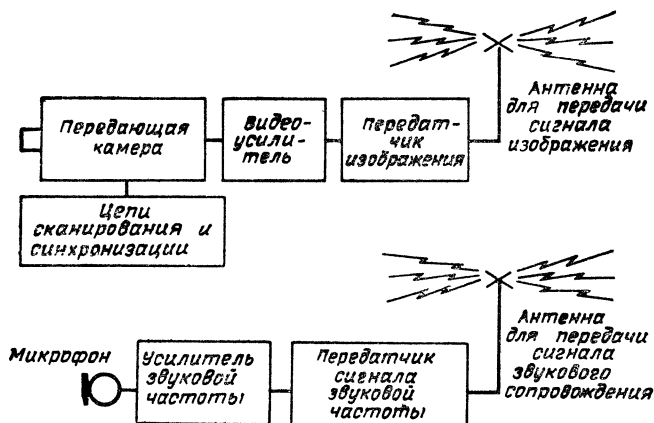 Передающая
камера
Видео-
усили-
тель
Передат-
чик
изображения
Антенна
для передачи
сигнала
изображения
Цепи
сканирования и
синхронизации
Микрофон
Усилитель
звуковой
частоты
Передатчик
сигнала
звуковой
частоты
Антенна
для передачи
сигнала
звукового
сопровождения